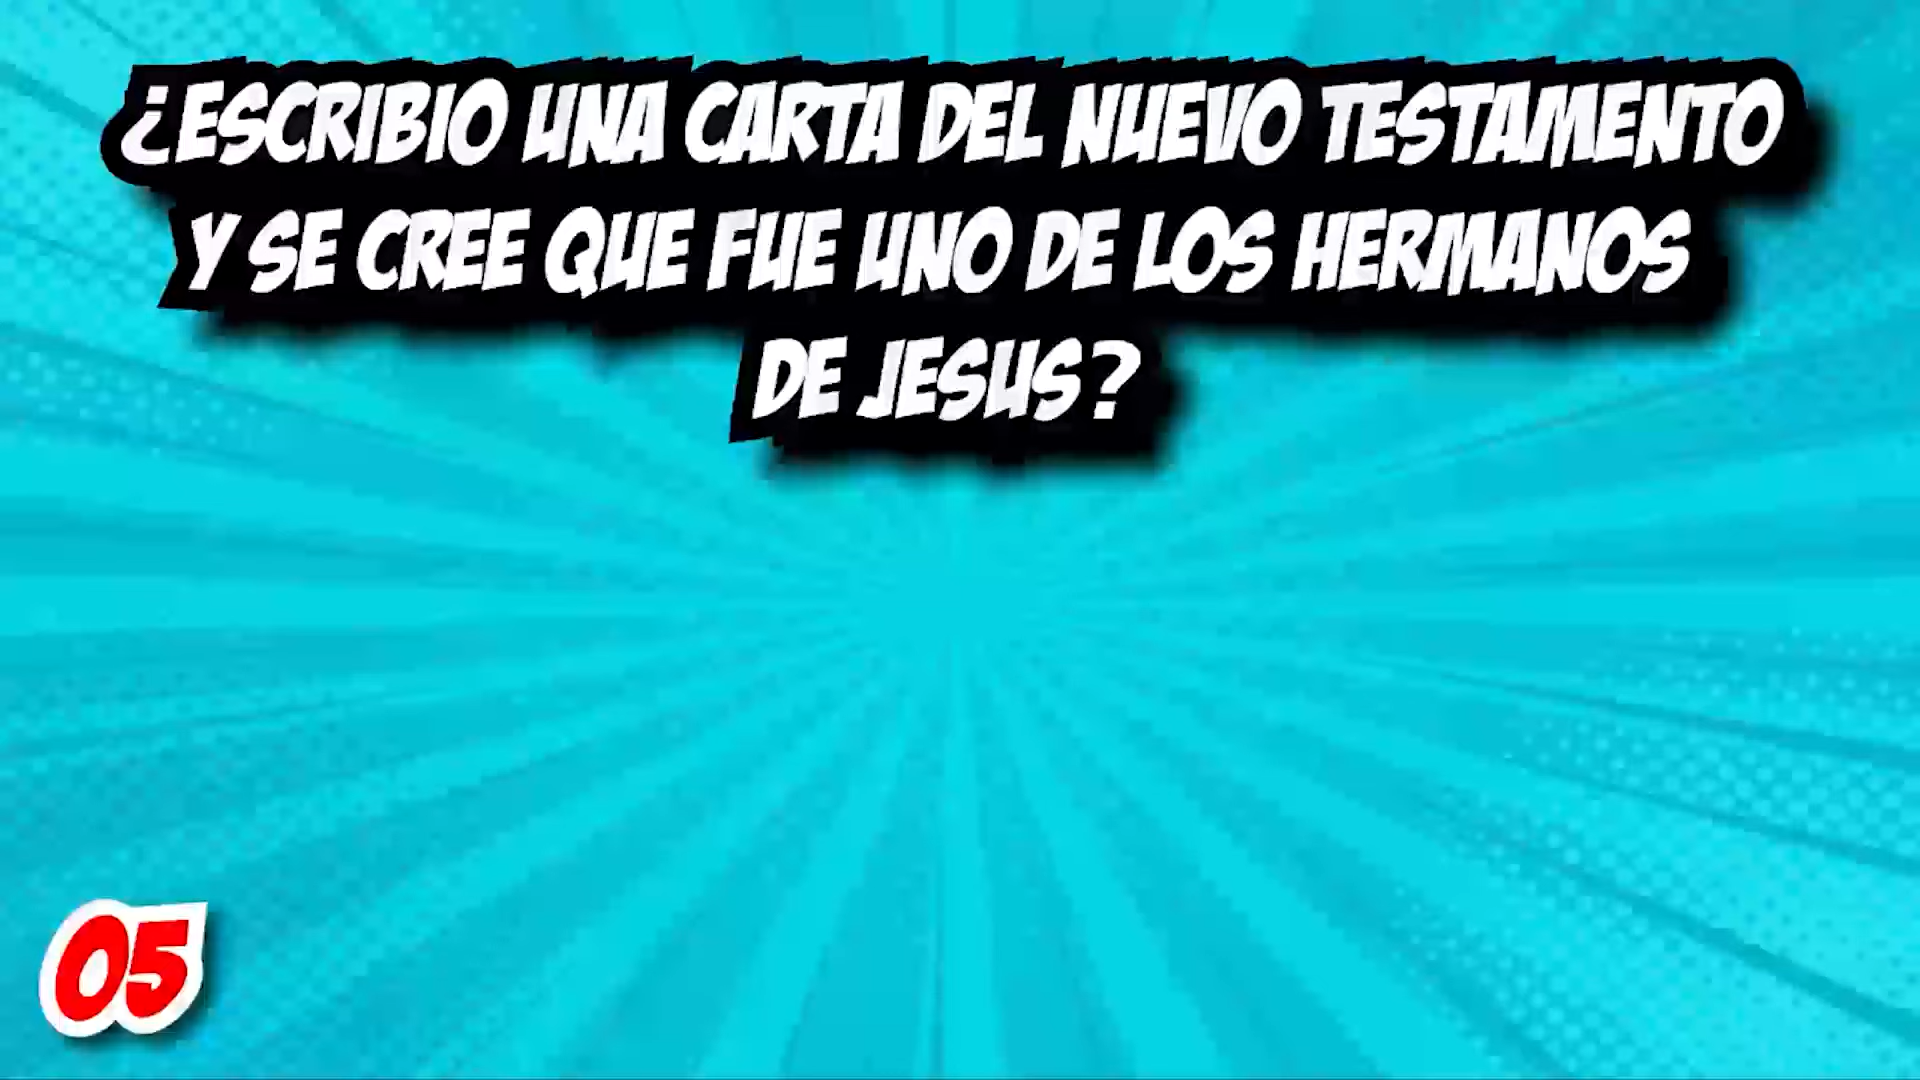 ¿ESCRIBIO UNA CARTA DEL NUEVO TESTAMENTO
Y SE CREE QUE FUE UNO DE LOS HERMANOS
DE JESUS?
05